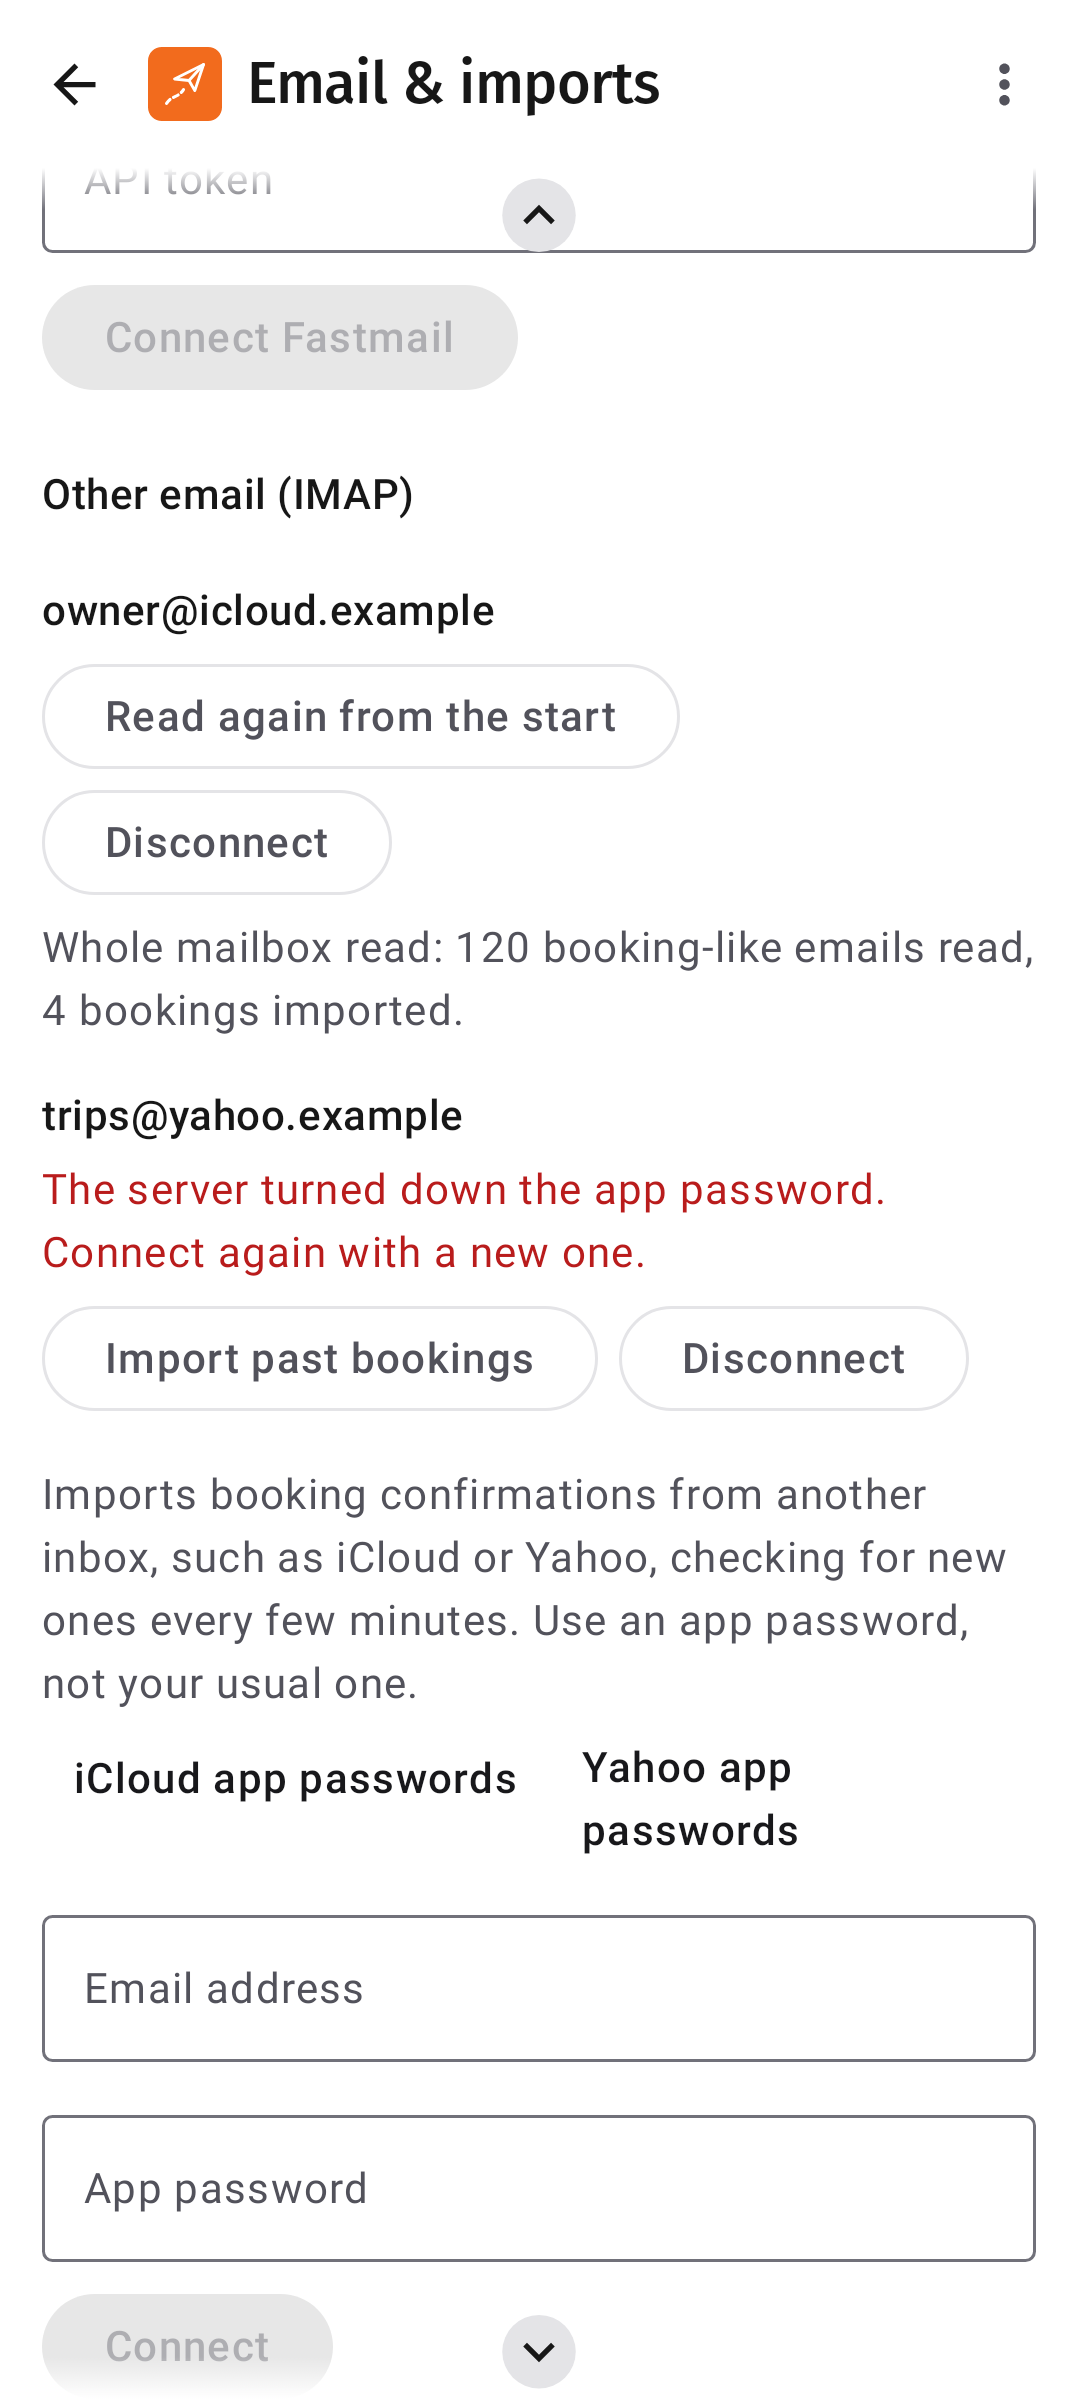 Email & imports
API token
Connect Fastmail
Other email (IMAP)
owner@icloud.example
Read again from the start
Disconnect
Whole mailbox read: 120 booking-like emails read,
4 bookings imported.
trips@yahoo.example
The server turned down the app password.
Connect again with a new one.
Import past bookings
Disconnect
Imports booking confirmations from another
inbox, such as iCloud or Yahoo, checking for new
ones every few minutes. Use an app password,
not your usual one.
iCloud app passwords
Yahoo app
passwords
Email address
App password
Connect